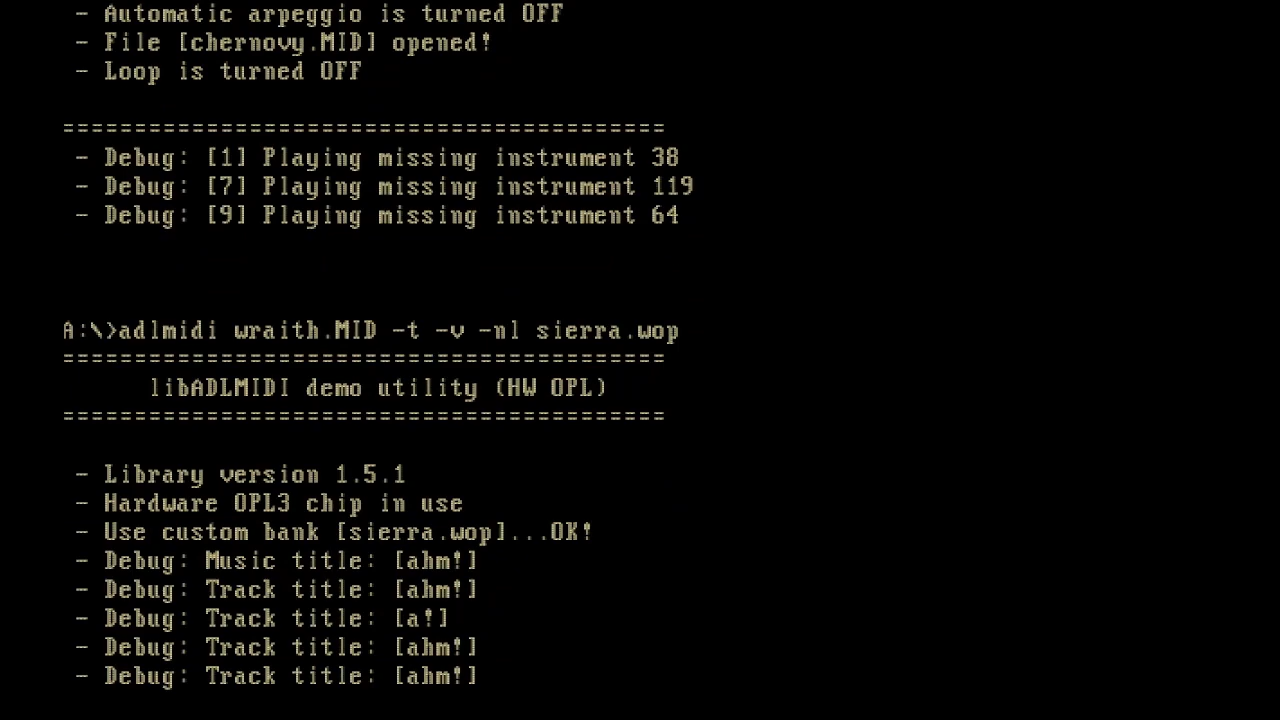 - Automatic arpeggio is turned OFF
- File [chernovy.MID] opened!
- Loop is turned OFF
==========================================
- Debug: [1] Playing missing instrument 38
- Debug: [7] Playing missing instrument 119
- Debug: [9] Playing missing instrument 64
A:\>adlmidi wraith.MID -t -v -nl sierra.wop
==========================================
libADLMIDI demo utility (HW OPL)
==========================================
- Library version 1.5.1
- Hardware OPL3 chip in use
- Use custom bank [sierra.wop]...OK!
- Debug: Music title: [ahm!]
- Debug: Track title: [ahm!]
- Debug: Track title: [a!]
- Debug: Track title: [ahm!]
- Debug: Track title: [ahm!]